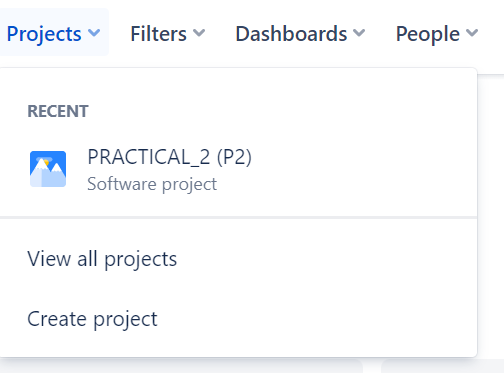 Projects Filters Dashboards People
RECENT
PRACTICAL_2 (P2)
Software project
View all projects
Create project